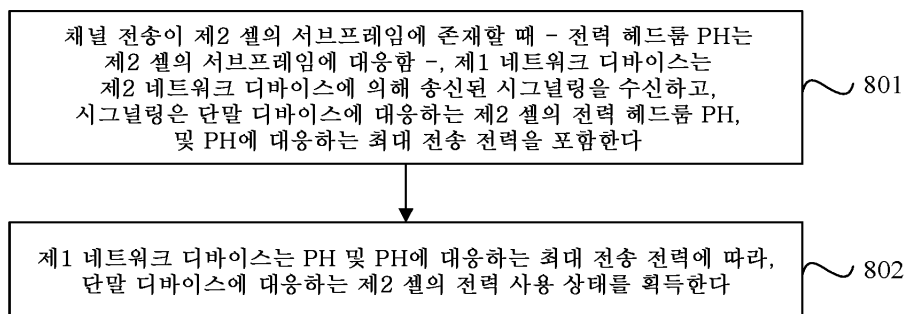 채널 전송이 제2 셀의 서브프레임에 존재할 때 - 전력 헤드룸 PH는
제2 셀의 서브프레임에 대응함 -, 제1 네트워크 디바이스는
제2 네트워크 디바이스에 의해 송신된 시그널링을 수신하고,
시그널링은 단말 디바이스에 대응하는 제2 셀의 전력 헤드룸 PH,
및 PH에 대응하는 최대 전송 전력을 포함한다
801
제1 네트워크 디바이스는 PH 및 PH에 대응하는 최대 전송 전력에 따라,
단말 디바이스에 대응하는 제2 셀의 전력 사용 상태를 획득한다
802